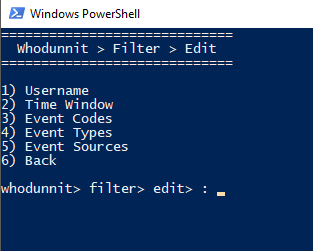 Windows PowerShell
==============================
Whodunnit > Filter > Edit
==============================
1) Username
2) Time Window
3) Event Codes
4) Event Types
5) Event Sources
6) Back
whodunnit> filter> edit> : _